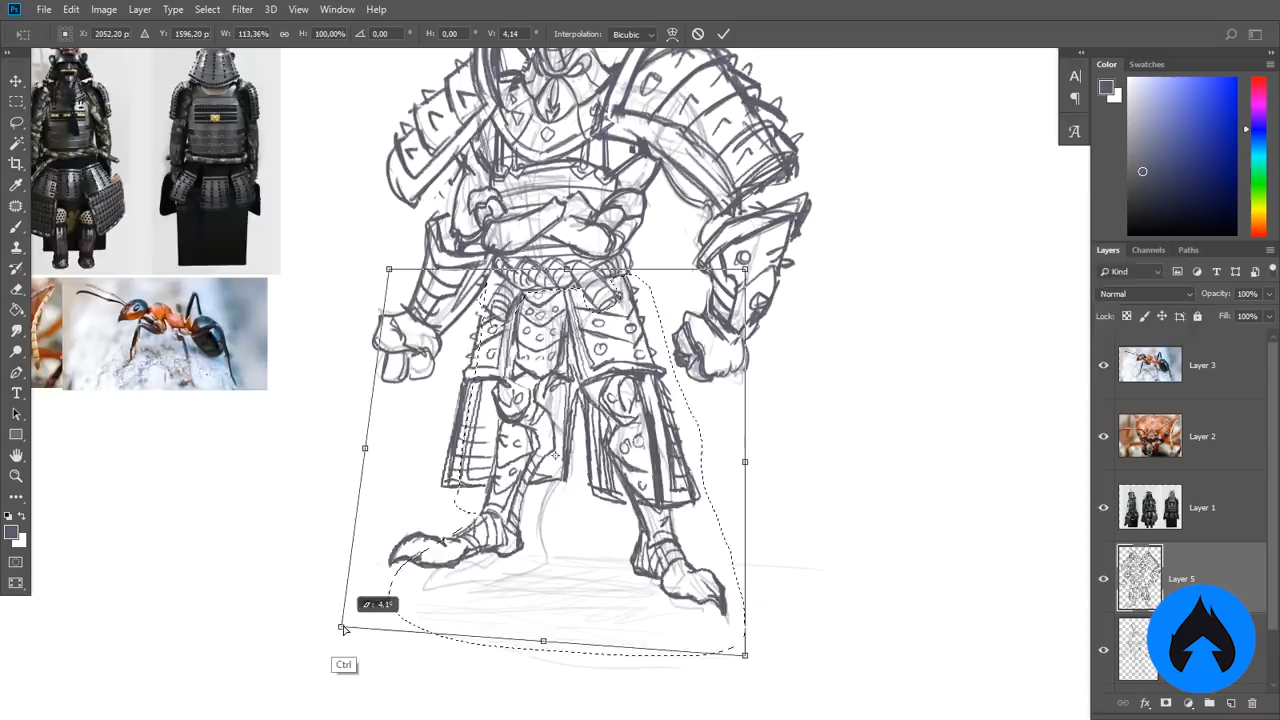 Ps File Edit Image Layer Type Select Filter 3D View Window Help
X: 2052,20 p Y: 1596,20 p W: 113,36% H: 100,00% 0,00 ° H: 0,00 ° V: 4,14 ° Interpolation: Bicubic
Color Swatches
Layers Channels Paths
Kind
Normal Opacity: 100%
Lock: Fill: 100%
Layer 3
Layer 2
Layer 1
Layer 5
4,1°
Ctrl
fx